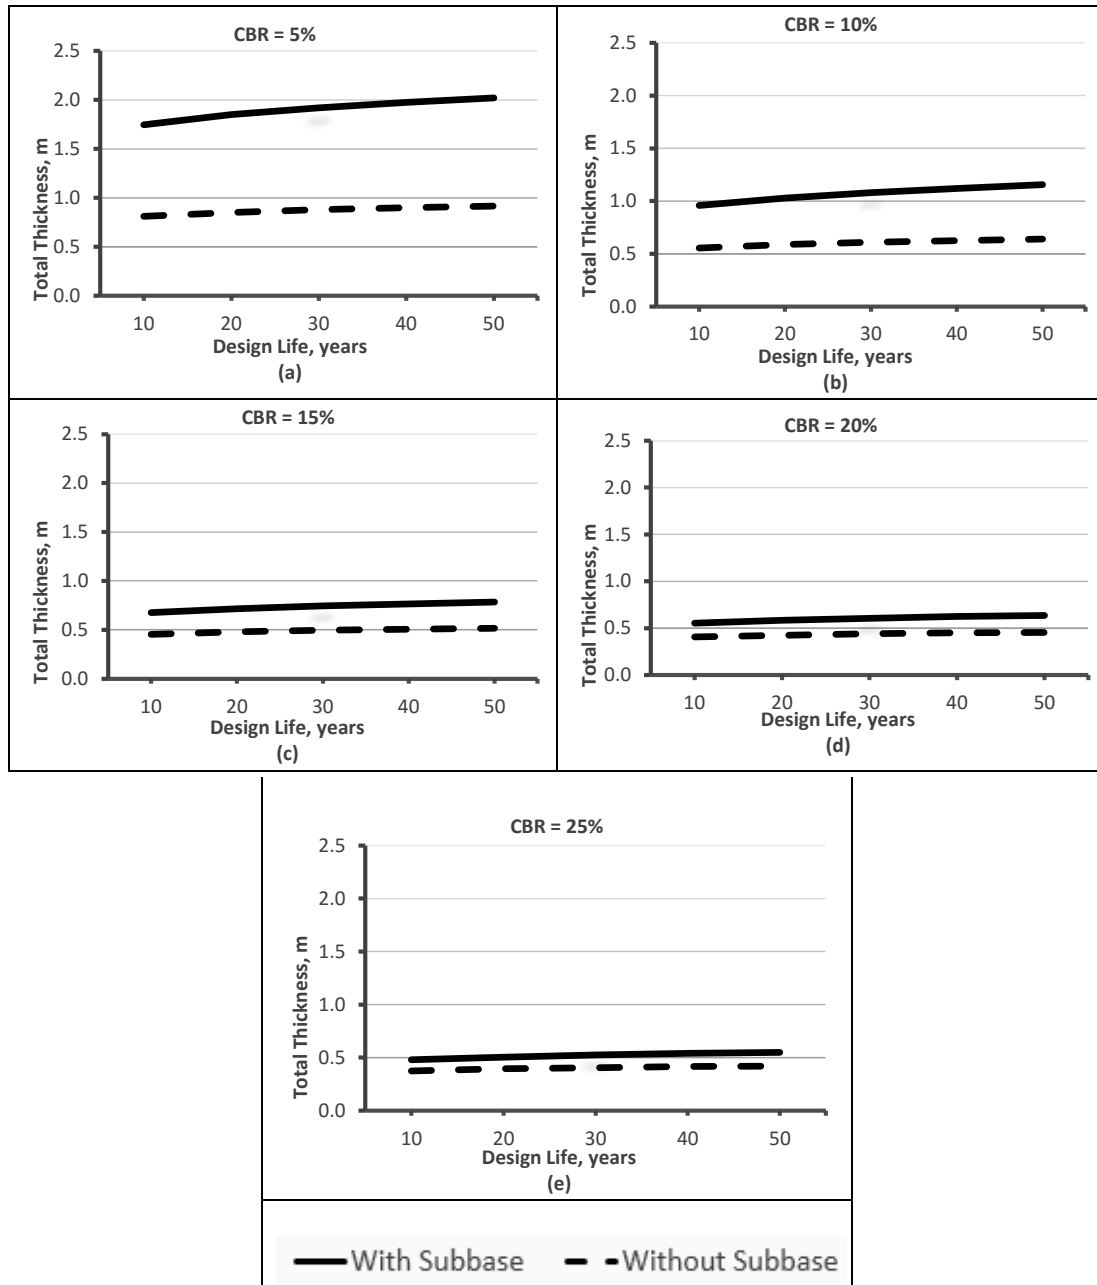 CBR = 5%
2.5
2.0
1.5
1.0
0.5
0.0
Total Thickness, m
10 20 30 40 50
Design Life, years
(a)
CBR = 10%
2.5
2.0
1.5
1.0
0.5
0.0
Total Thickness, m
10 20 30 40 50
Design Life, years
(b)
CBR = 15%
2.5
2.0
1.5
1.0
0.5
0.0
Total Thickness, m
10 20 30 40 50
Design Life, years
(c)
CBR = 20%
2.5
2.0
1.5
1.0
0.5
0.0
Total Thickness, m
10 20 30 40 50
Design Life, years
(d)
CBR = 25%
2.5
2.0
1.5
1.0
0.5
0.0
Total Thickness, m
10 20 30 40 50
Design Life, years
(e)
With Subbase Without Subbase